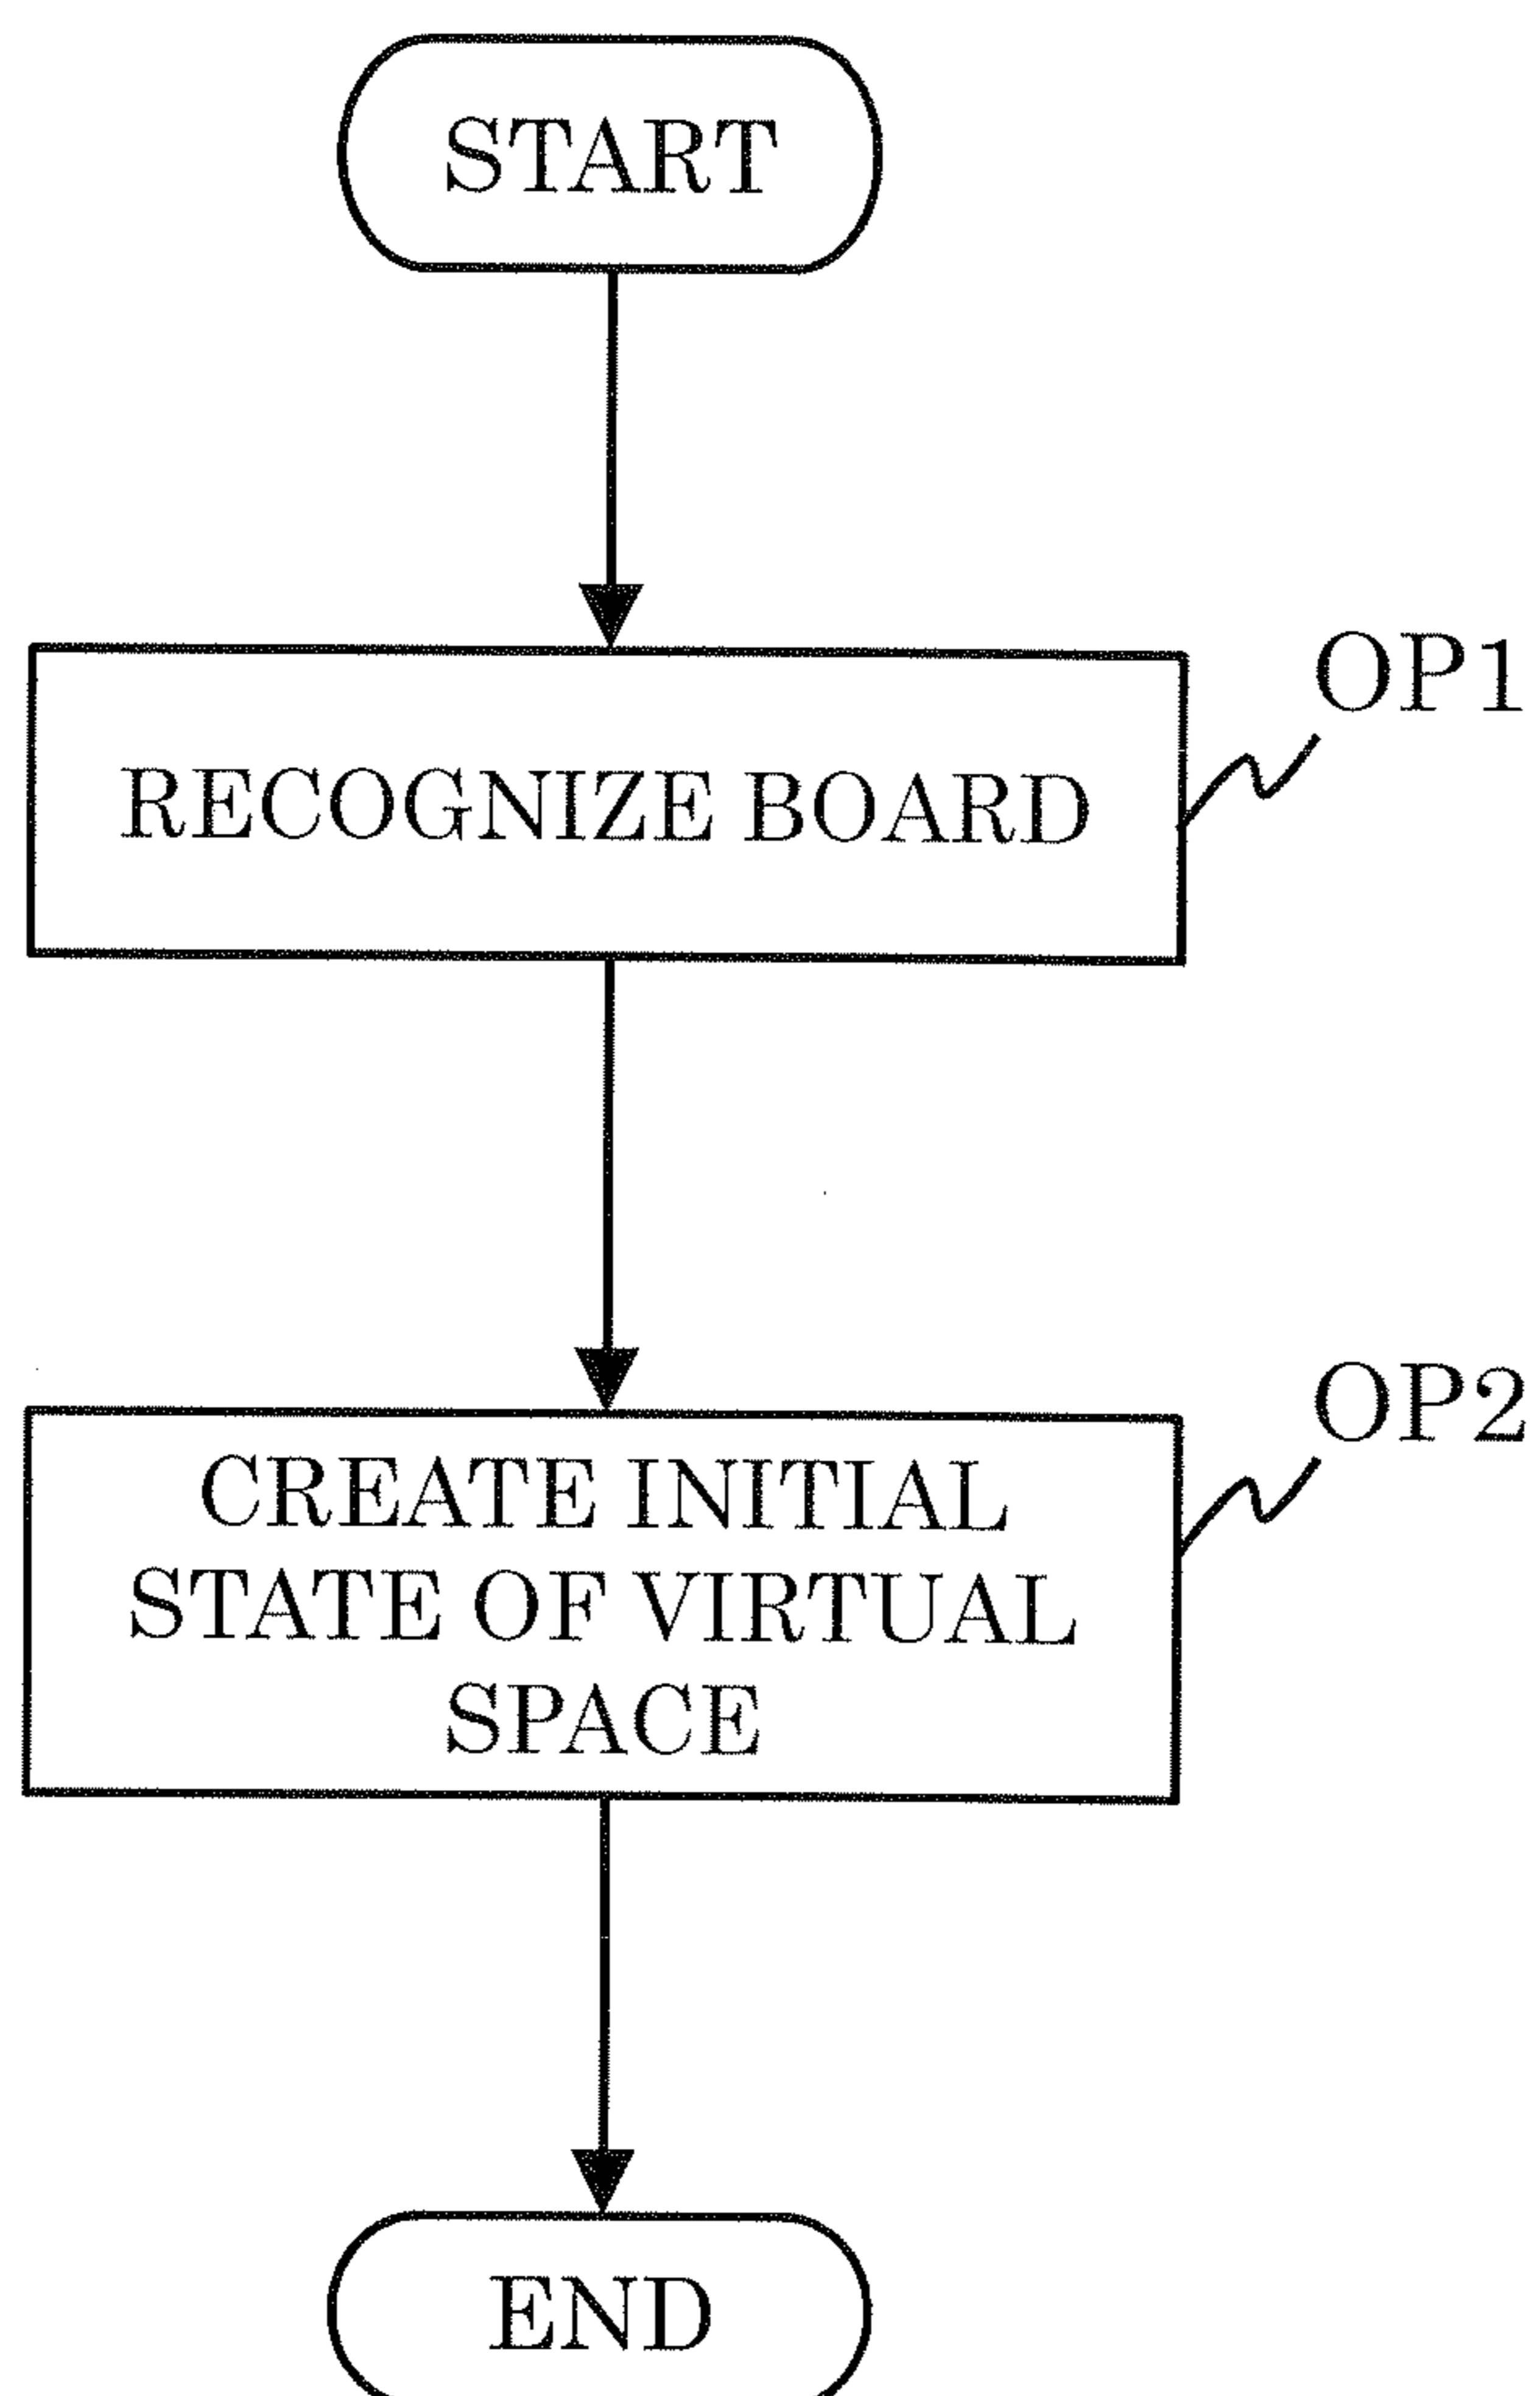 START
OP1
RECOGNIZE BOARD
OP2
CREATE INITIAL
STATE OF VIRTUAL
SPACE
END